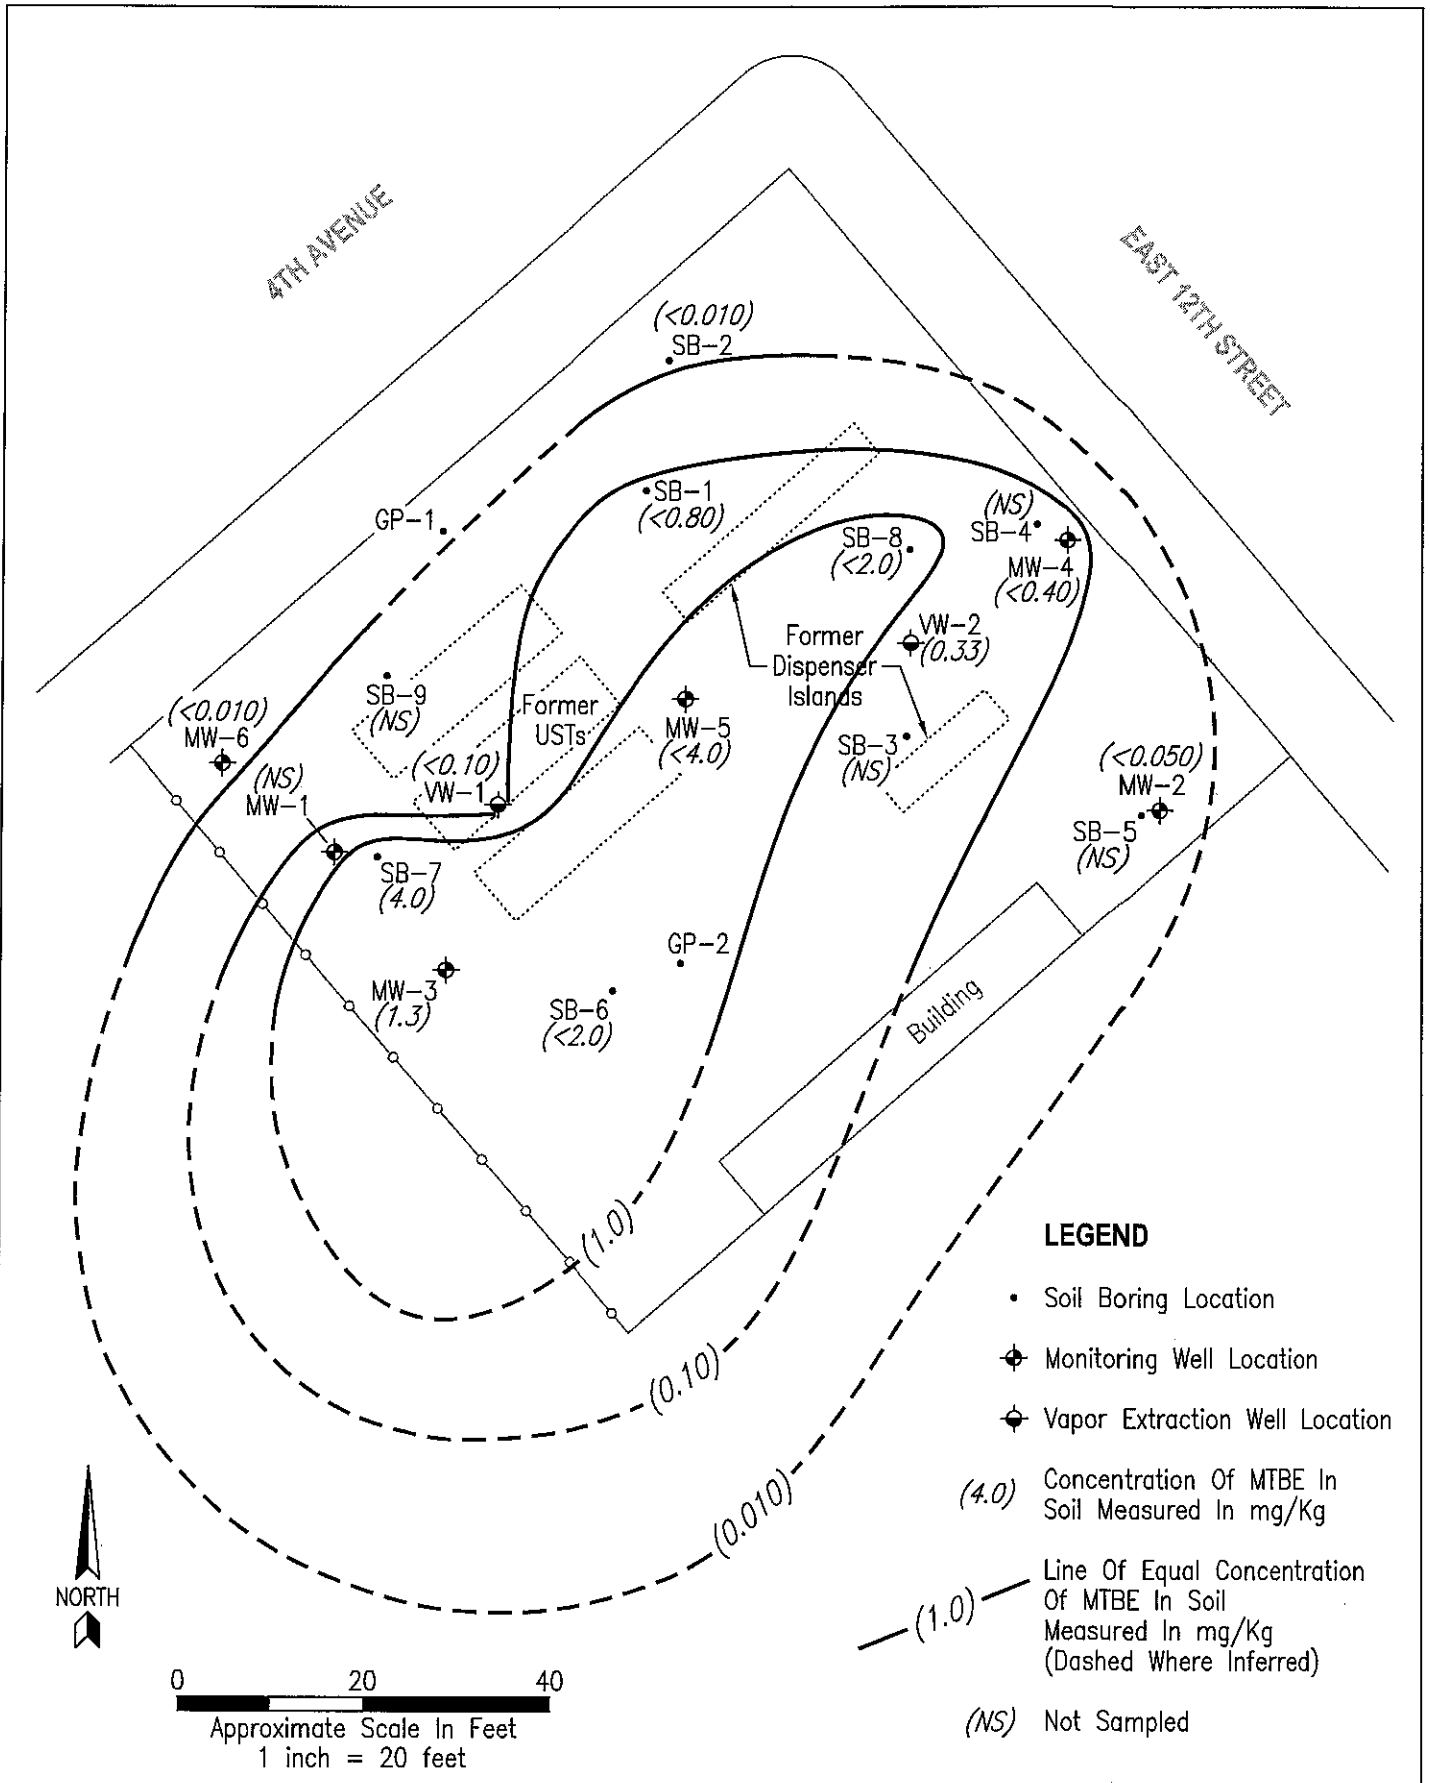 4TH AVENUE
EAST 12TH STREET
(<0.010)
SB-2
SB-1
(<0.80)
GP-1
(NS)
SB-4
MW-4
(<0.40)
SB-8
(<2.0)
VW-2
(0.33)
Former
Dispenser
Islands
SB-9
(NS)
Former
USTs
MW-5
(<4.0)
SB-3
(NS)
(<0.010)
MW-6
(NS)
MW-1
(<0.10)
VW-1
(<0.050)
MW-2
SB-5
(NS)
SB-7
(4.0)
GP-2
MW-3
(1.3)
SB-6
(<2.0)
Building
(1.0)
(0.10)
(0.010)
LEGEND
Soil Boring Location
Monitoring Well Location
Vapor Extraction Well Location
(4.0) Concentration Of MTBE In
Soil Measured In mg/Kg
Line Of Equal Concentration
Of MTBE In Soil
(1.0) Measured In mg/Kg
(Dashed Where Inferred)
(NS) Not Sampled
NORTH
0 20 40
Approximate Scale In Feet
1 inch = 20 feet